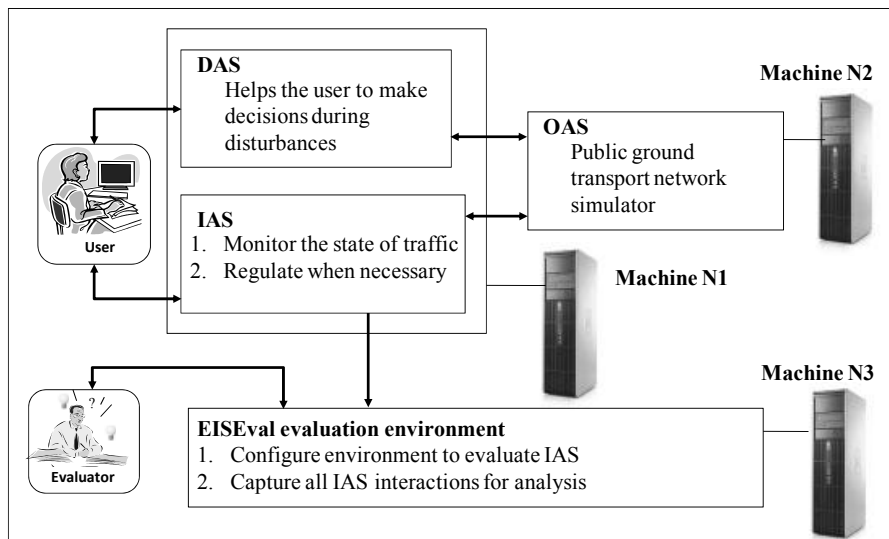 DAS
Helps the user to make
decisions during
disturbances
Machine N2
OAS
Public ground
transport network
simulator
User
IAS
1. Monitor the state of traffic
2. Regulate when necessary
Machine N1
Machine N3
?
Evaluator
EISEval evaluation environment
1. Configure environment to evaluate IAS
2. Capture all IAS interactions for analysis